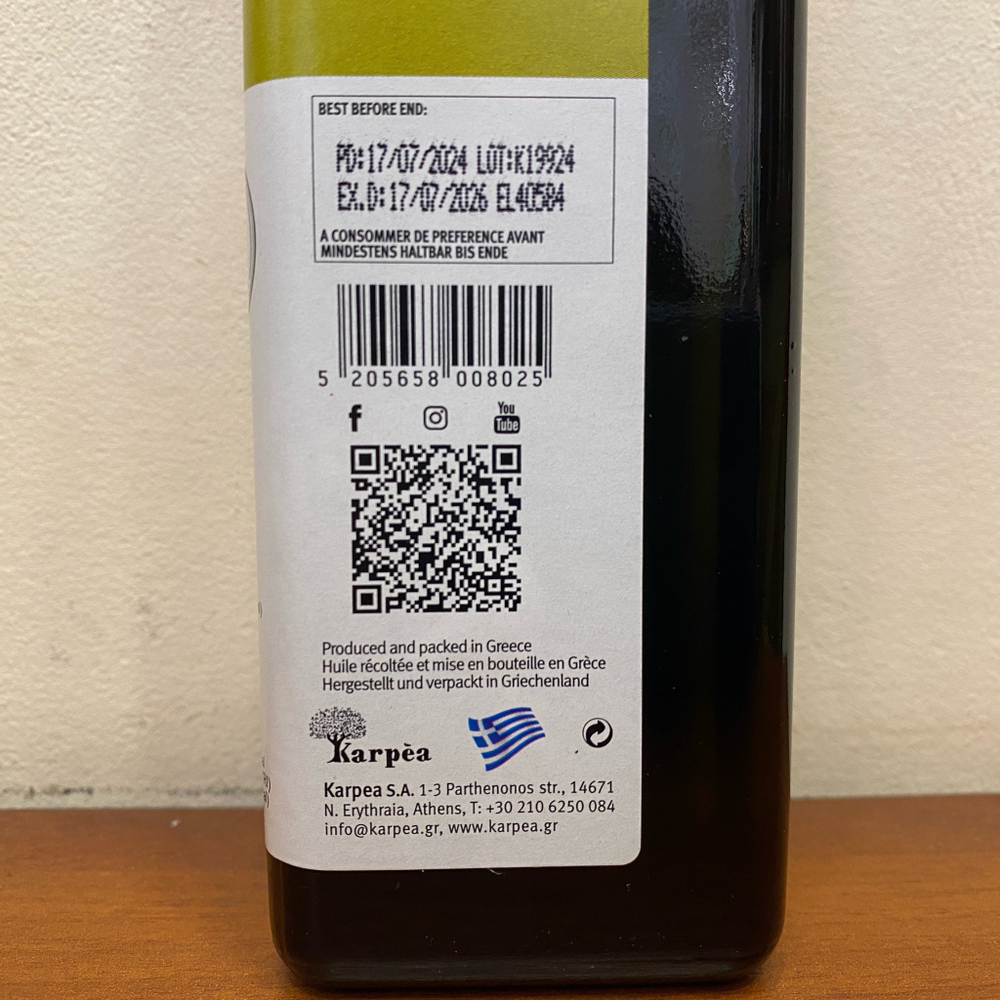 BEST BEFORE END:
PD:17/07/2024 LOT:K19924
EX.D:17/07/2026 EL40584
A CONSOMMER DE PREFERENCE AVANT
MINDESTENS HALTBAR BIS ENDE
5 205658 008025
You
Tube
Produced and packed in Greece
Huile récoltée et mise en bouteille en Grèce
Hergestellt und verpackt in Griechenland
Karpèa
Karpea S.A. 1-3 Parthenonos str., 14671
N. Erythraia, Athens, T: +30 210 6250 084
info@karpea.gr, www.karpea.gr